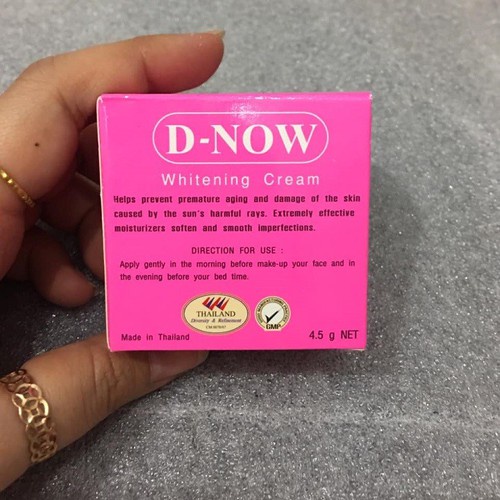 D-NOW
Whitening Cream
Helps prevent premature aging and damage of the skin
caused by the sun's harmful rays. Extremely effective
moisturizers soften and smooth imperfections.
DIRECTION FOR USE :
Apply gently in the morning before make-up your face and in
the evening before your bed time.
THAILAND
Diversity & Refinement
GMP
Made in Thailand
4.5 g NET